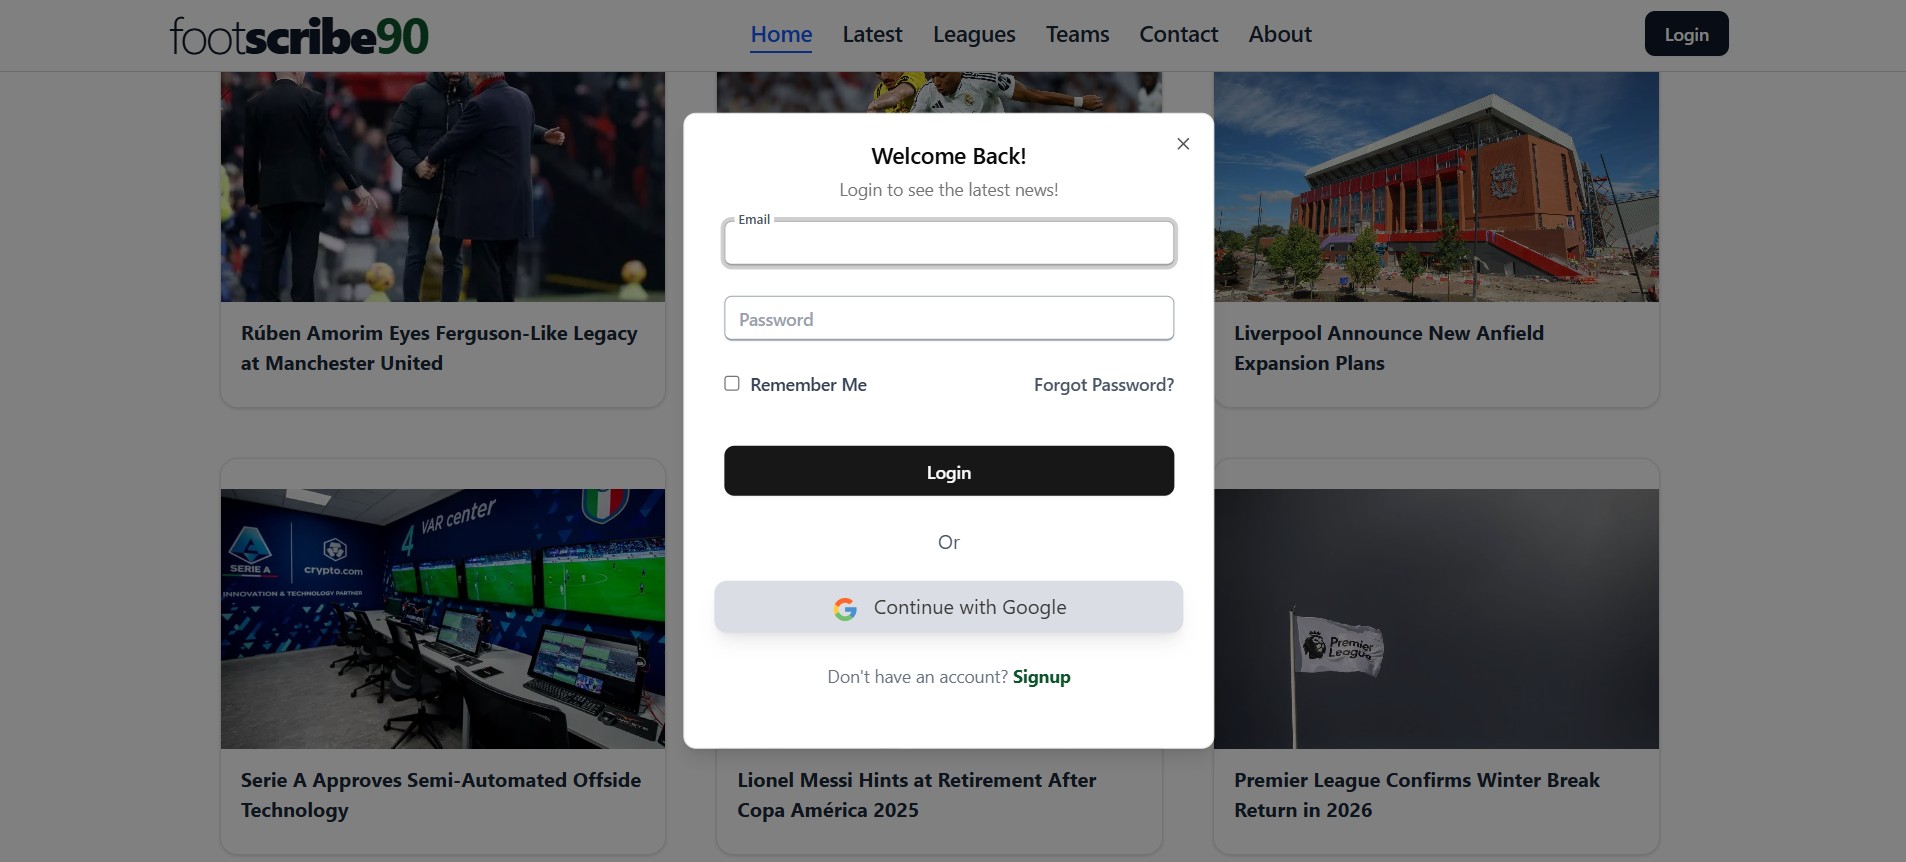 footscribe90
Home Latest Leagues Teams Contact About
Login
Welcome Back!
Login to see the latest news!
Email
Password
Remember Me
Forgot Password?
Login
Or
Continue with Google
Don't have an account? Signup
Rúben Amorim Eyes Ferguson-Like Legacy
at Manchester United
Liverpool Announce New Anfield
Expansion Plans
4 VAR center
SERIE A
crypto.com
INNOVATION & TECHNOLOGY PARTNER
Premier
League
Serie A Approves Semi-Automated Offside
Technology
Lionel Messi Hints at Retirement After
Copa América 2025
Premier League Confirms Winter Break
Return in 2026